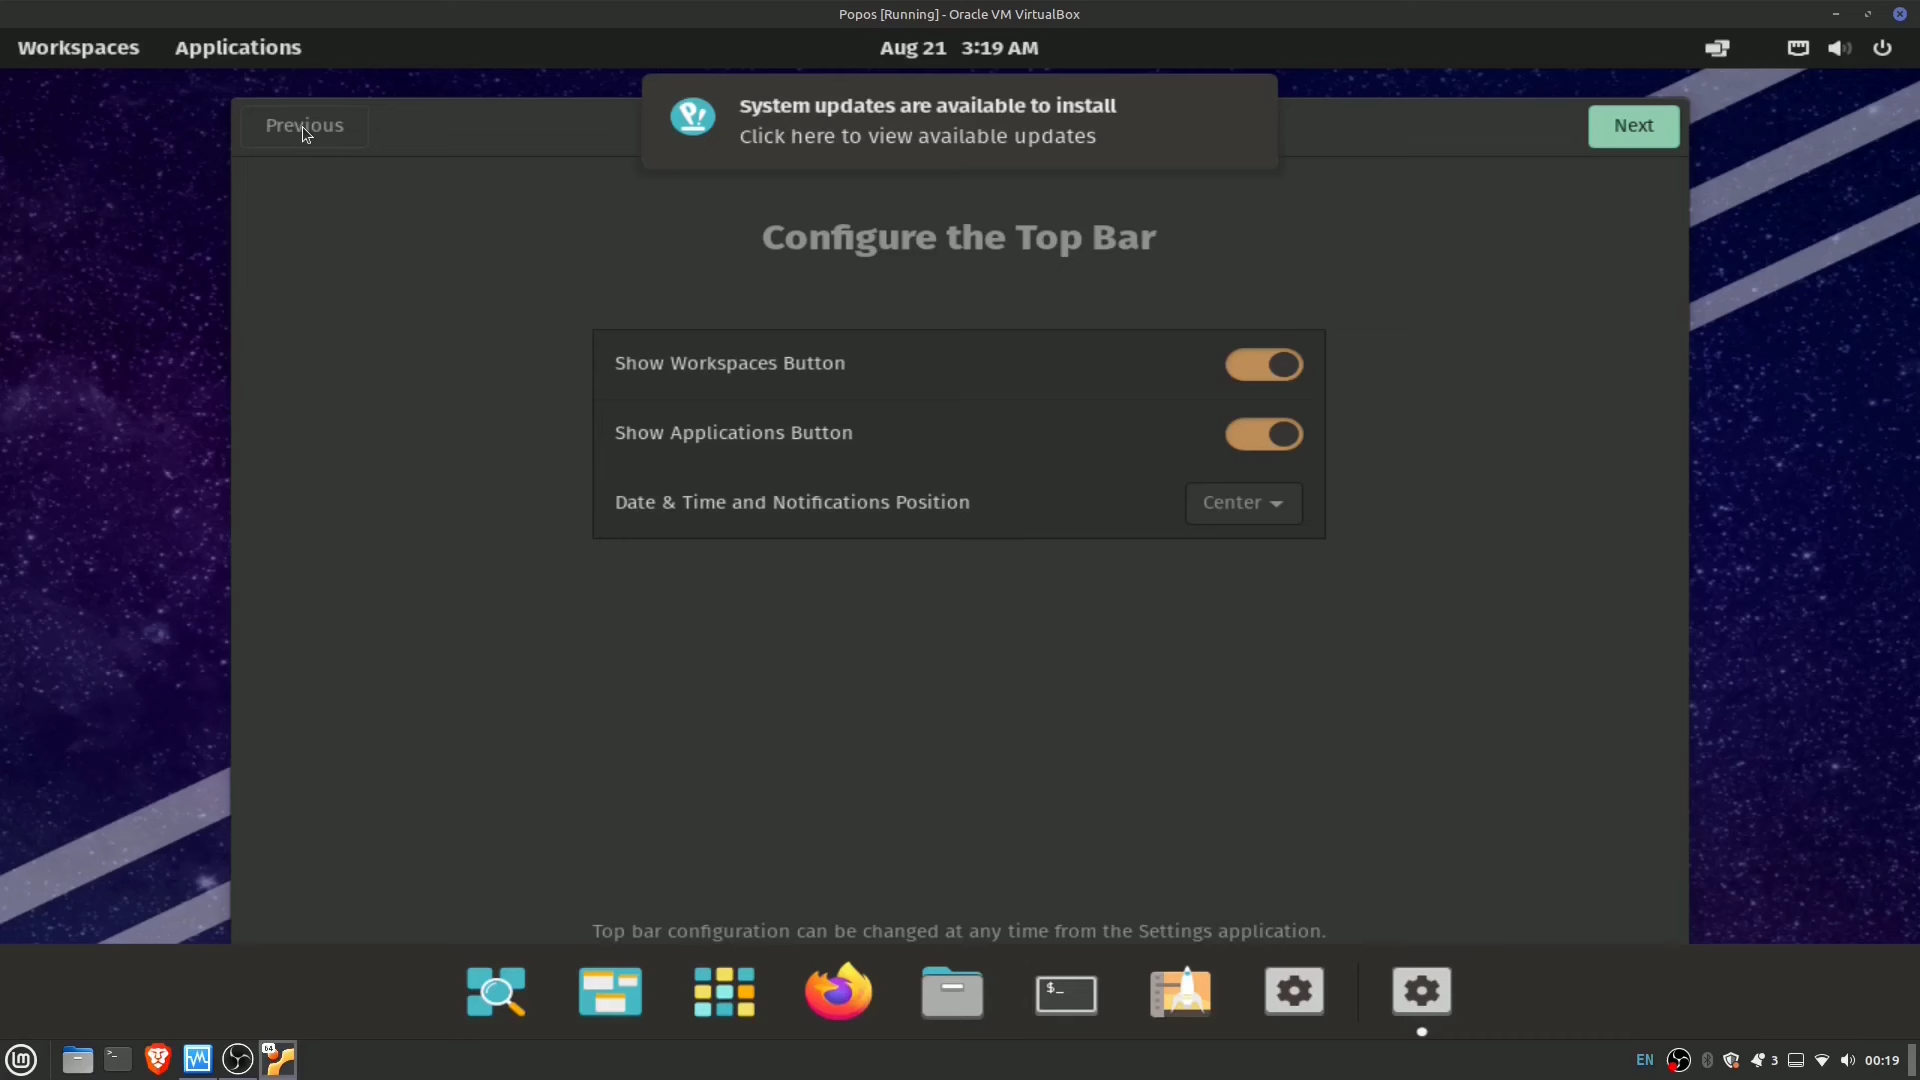 Popos [Running] - Oracle VM VirtualBox
Workspaces Applications Aug 21 3:19 AM
System updates are available to install
Click here to view available updates
Previous
Next
Configure the Top Bar
Show Workspaces Button
Show Applications Button
Date & Time and Notifications Position Center
Top bar configuration can be changed at any time from the Settings application.
$_
EN 3 00:19